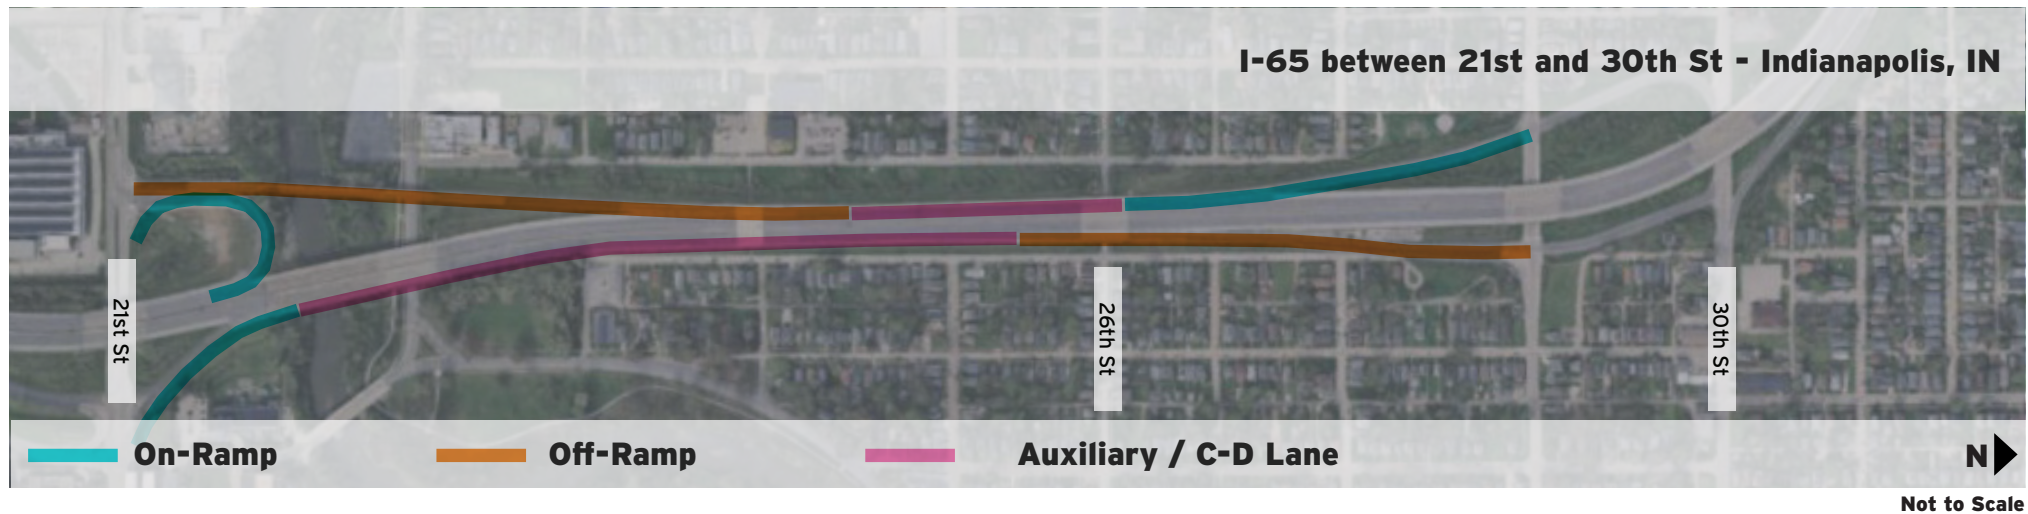 I-65 between 21st and 30th St - Indianapolis, IN
21st St
26th St
30th St
On-Ramp
Off-Ramp
Auxiliary / C-D Lane
N
Not to Scale